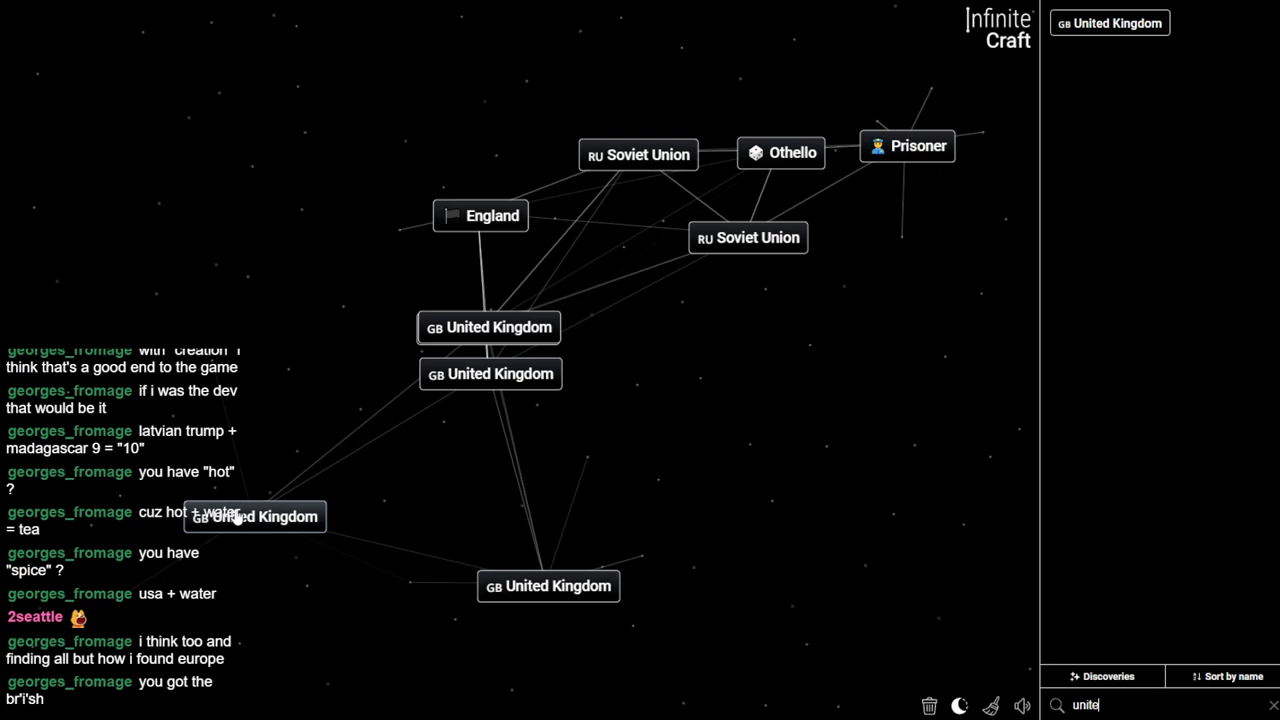 Infinite
Craft
GB United Kingdom
RU Soviet Union
Othello
Prisoner
England
RU Soviet Union
GB United Kingdom
GB United Kingdom
GB United Kingdom
GB United Kingdom
georges_fromage with "creation" i
think that's a good end to the game
georges_fromage if i was the dev
that would be it
georges_fromage latvian trump +
madagascar 9 = "10"
georges_fromage you have "hot"
?
georges_fromage cuz hot + water
= tea
georges_fromage you have
"spice" ?
georges_fromage usa + water
2seattle
georges_fromage i think too and
finding all but how i found europe
georges_fromage you got the
br'i'sh
Discoveries
Sort by name
unite